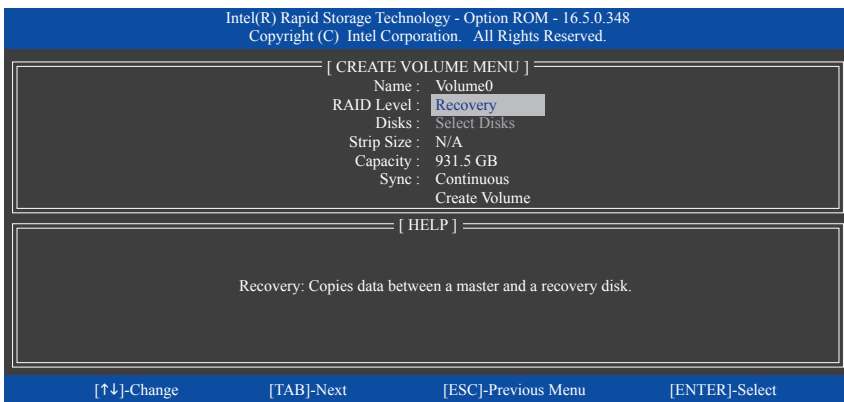 Intel(R) Rapid Storage Technology - Option ROM - 16.5.0.348
Copyright (C) Intel Corporation. All Rights Reserved.
[ CREATE VOLUME MENU ]
Name : Volume0
RAID Level : Recovery
Disks : Select Disks
Strip Size : N/A
Capacity : 931.5 GB
Sync : Continuous
Create Volume
[ HELP ]
Recovery: Copies data between a master and a recovery disk.
[↑↓]-Change [TAB]-Next [ESC]-Previous Menu [ENTER]-Select